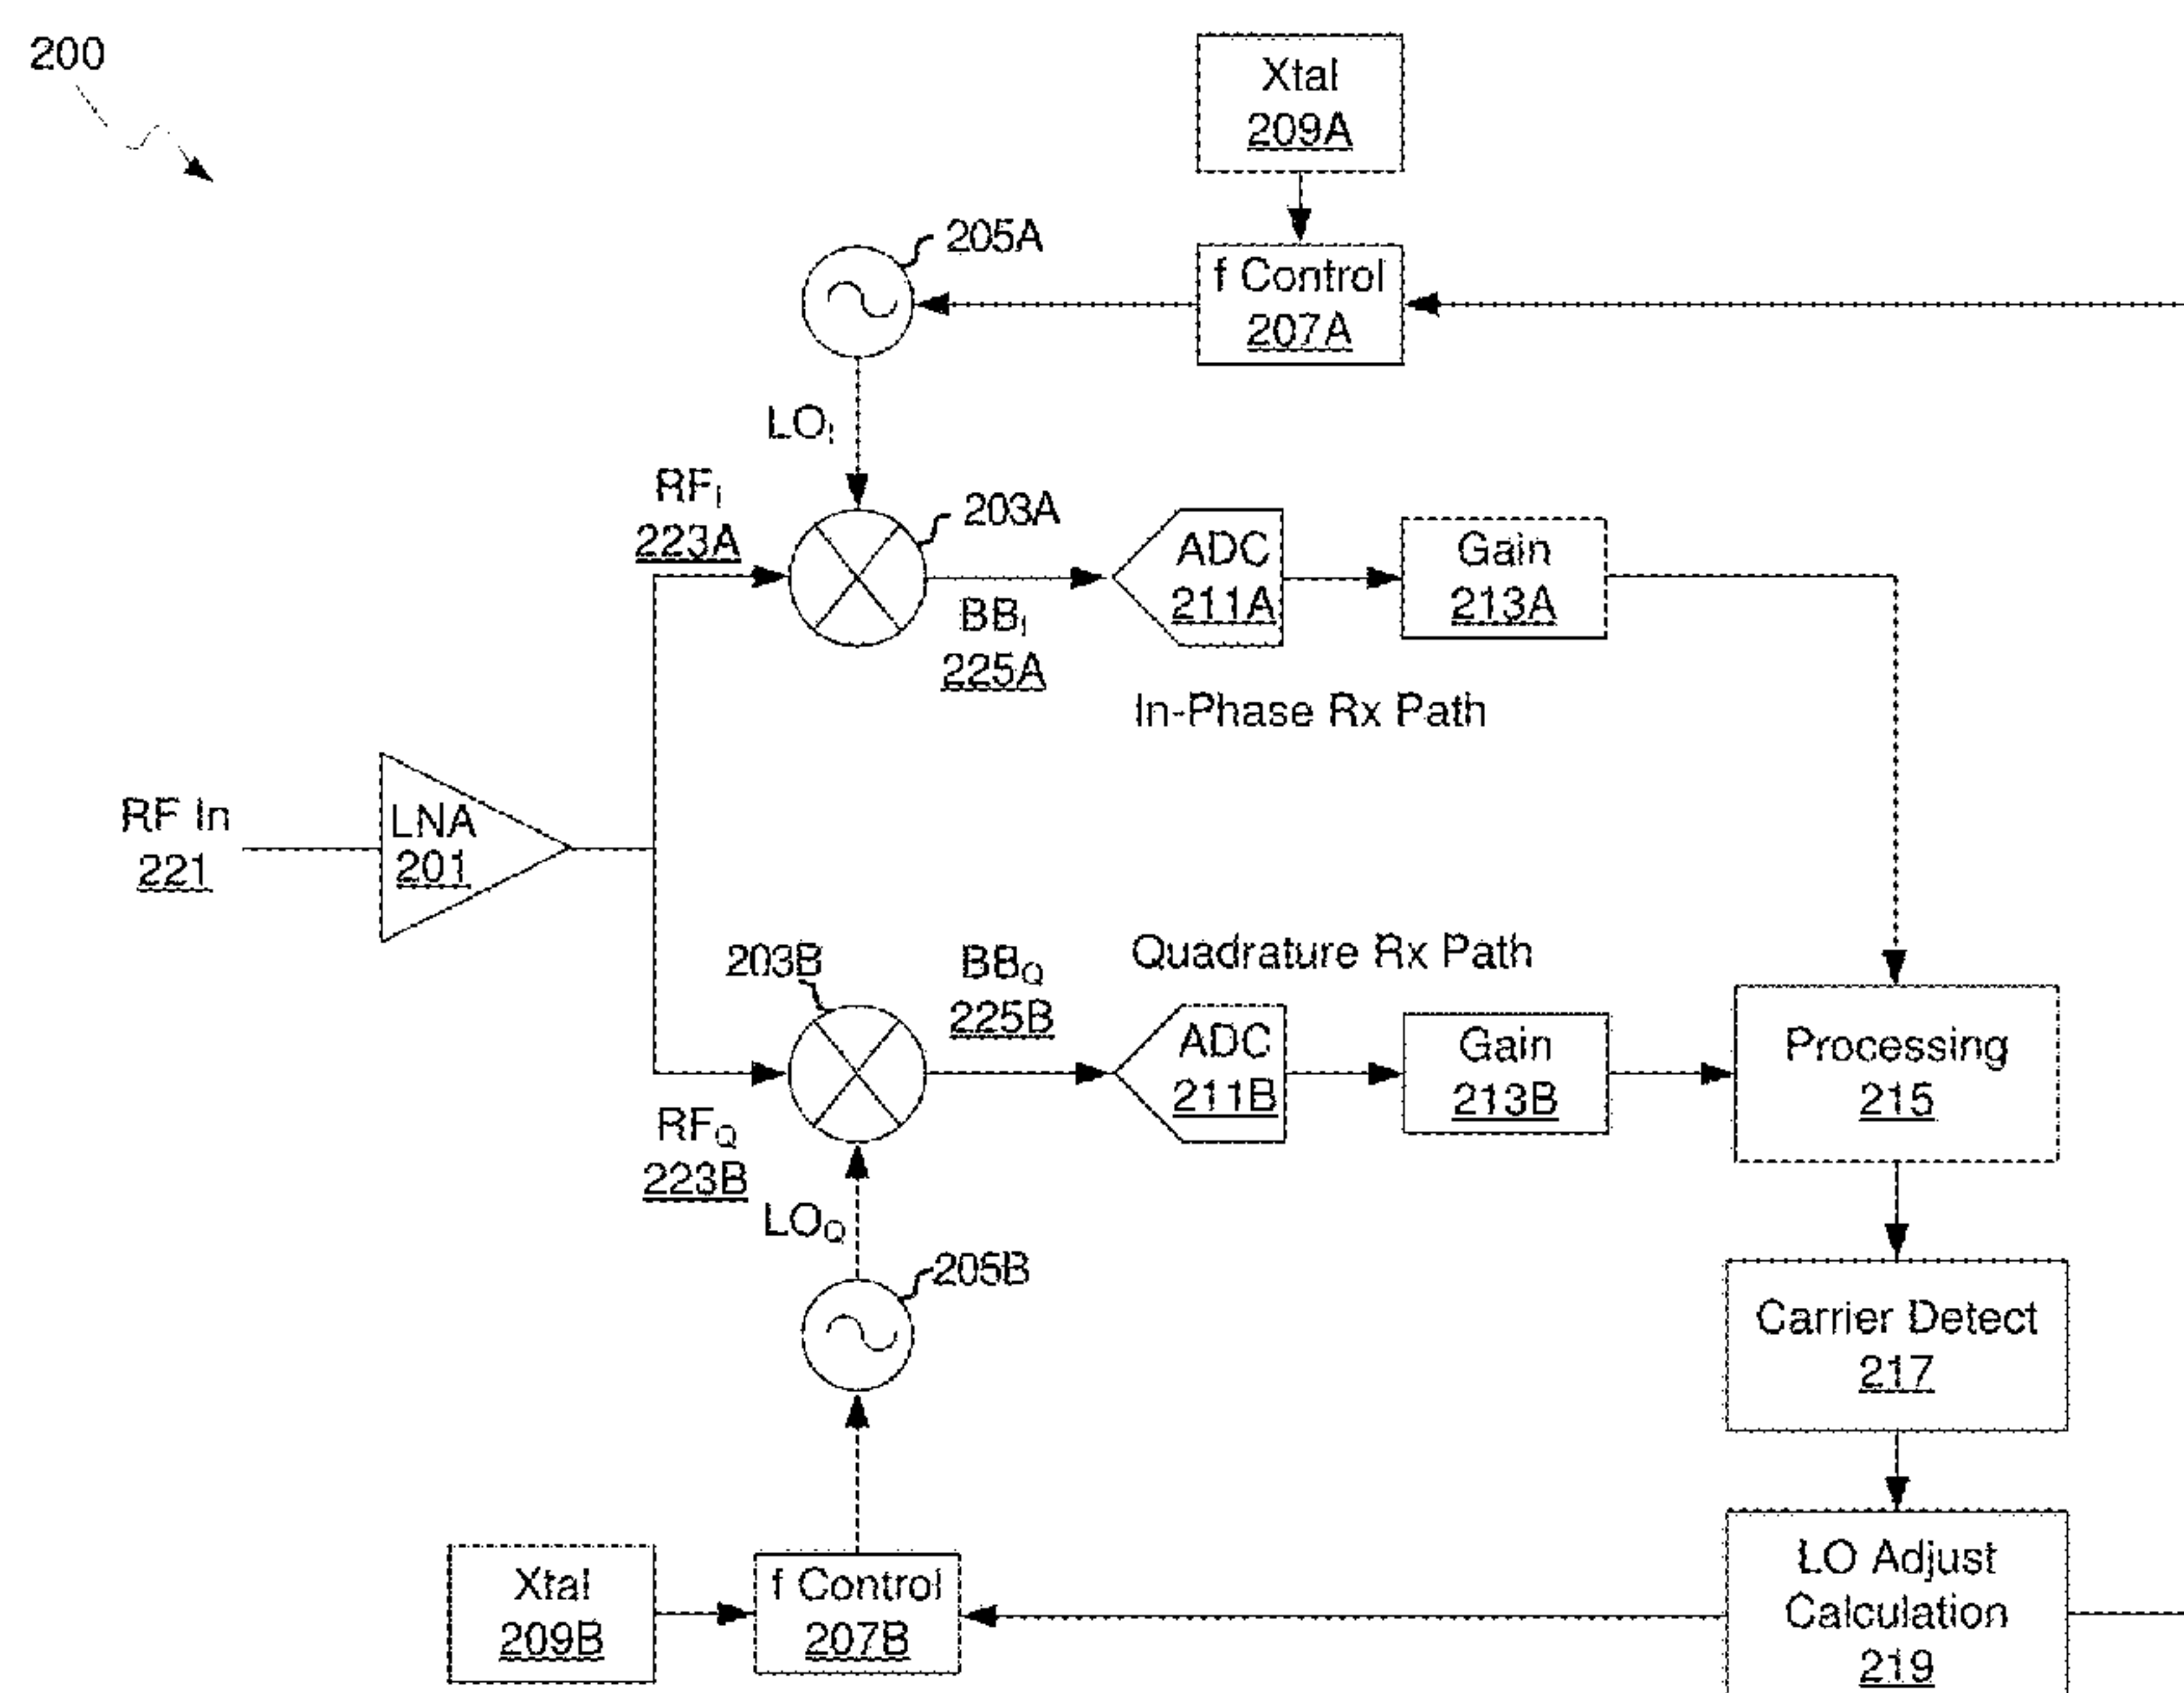 200
Xtal
209A
205A
f Control
207A
LOI
RFI
223A
203A
ADC
211A
Gain
213A
BBI
225A
In-Phase Rx Path
RF In
221
LNA
201
203B
BBQ
225B
Quadrature Rx Path
ADC
211B
Gain
213B
Processing
215
RFQ
223B
LOQ
205B
Carrier Detect
217
Xtal
209B
f Control
207B
LO Adjust
Calculation
219